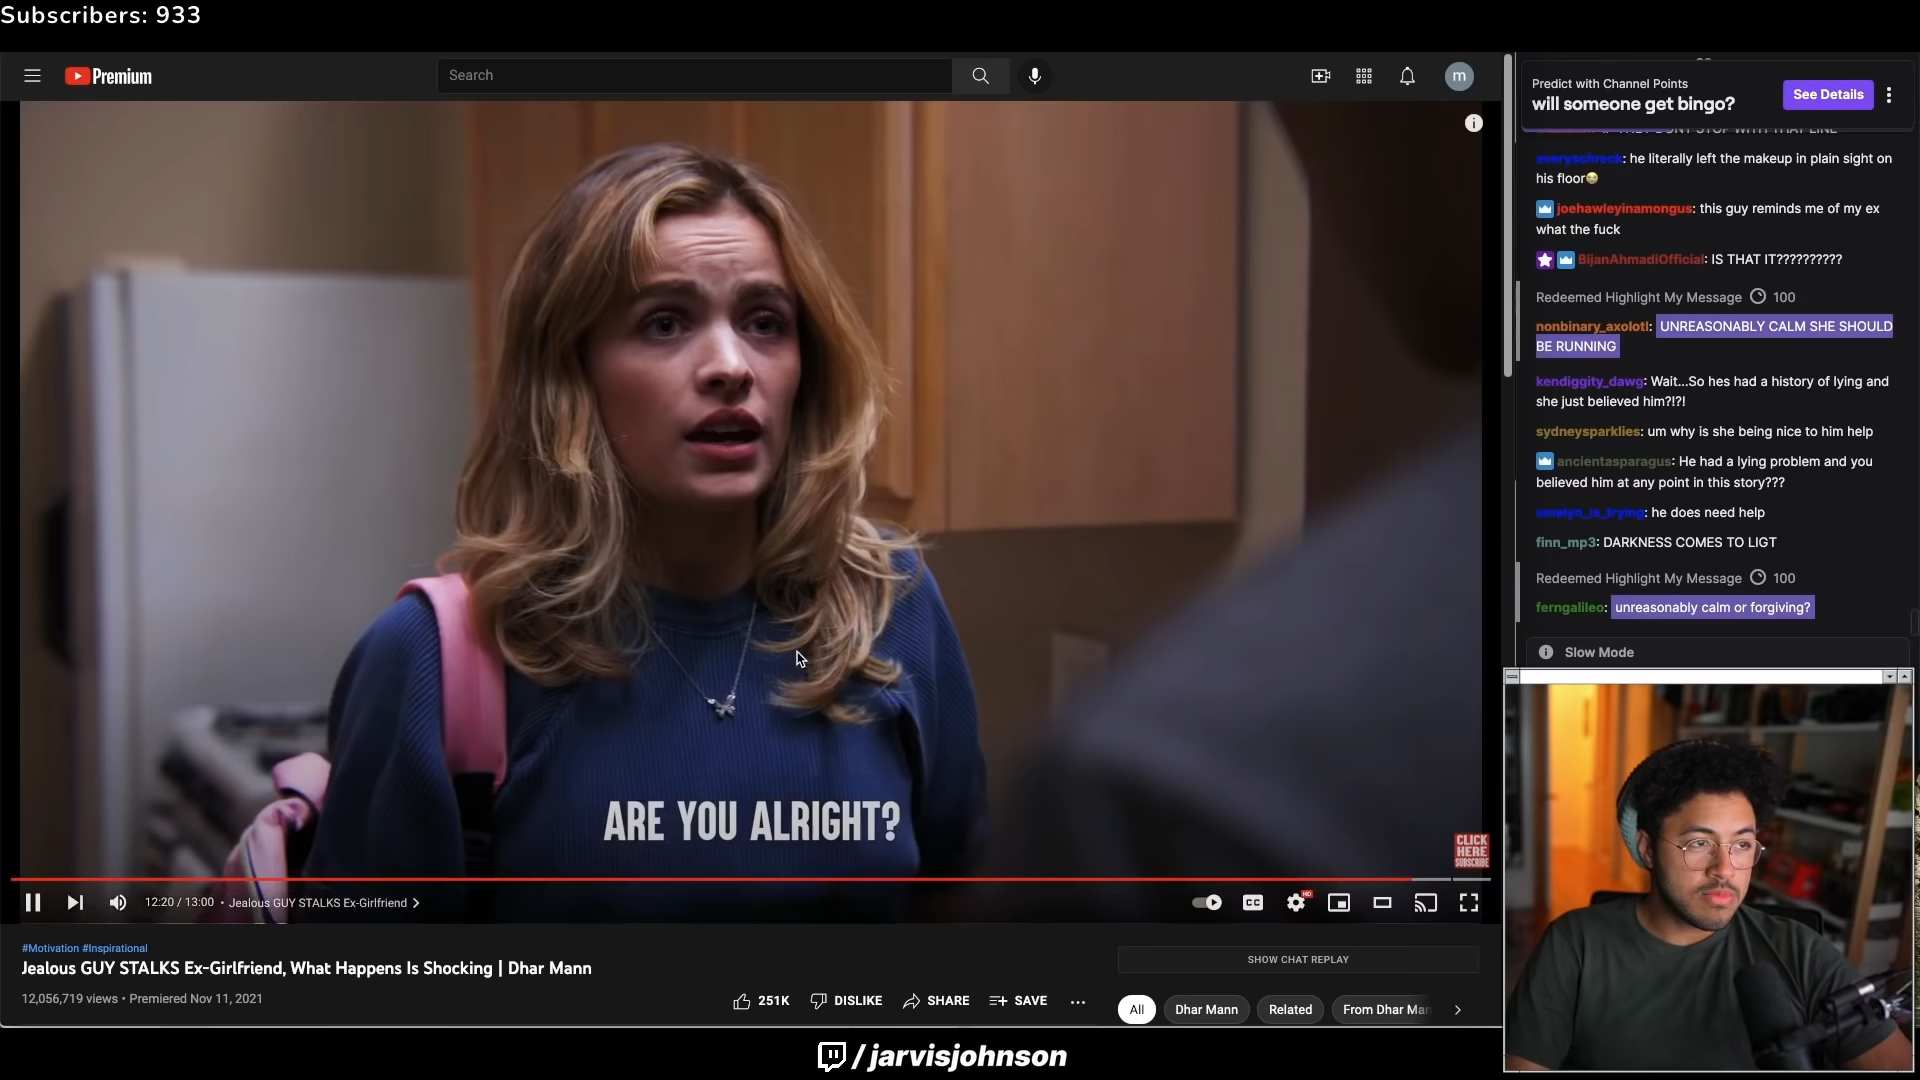 Subscribers: 933
Premium
Search
m
Predict with Channel Points
will someone get bingo?
See Details
averyschreck: he literally left the makeup in plain sight on
his floor
joehawleyinamongus: this guy reminds me of my ex
what the fuck
BijanAhmadiOfficial: IS THAT IT??????????
Redeemed Highlight My Message 100
nonbinary_axolotl: UNREASONABLY CALM SHE SHOULD
BE RUNNING
kendiggity_dawg: Wait...So hes had a history of lying and
she just believed him?!?!
sydneysparklies: um why is she being nice to him help
ancientasparagus: He had a lying problem and you
believed him at any point in this story???
emelyn_is_trying: he does need help
finn_mp3: DARKNESS COMES TO LIGT
Redeemed Highlight My Message 100
ferngalileo: unreasonably calm or forgiving?
Slow Mode
ARE YOU ALRIGHT?
CLICK
HERE
SUBSCRIBE
12:20 / 13:00 • Jealous GUY STALKS Ex-Girlfriend
CC
HD
#Motivation #Inspirational
Jealous GUY STALKS Ex-Girlfriend, What Happens Is Shocking | Dhar Mann
12,056,719 views • Premiered Nov 11, 2021
251K
DISLIKE
SHARE
SAVE
SHOW CHAT REPLAY
All
Dhar Mann
Related
From Dhar Mar
/jarvisjohnson